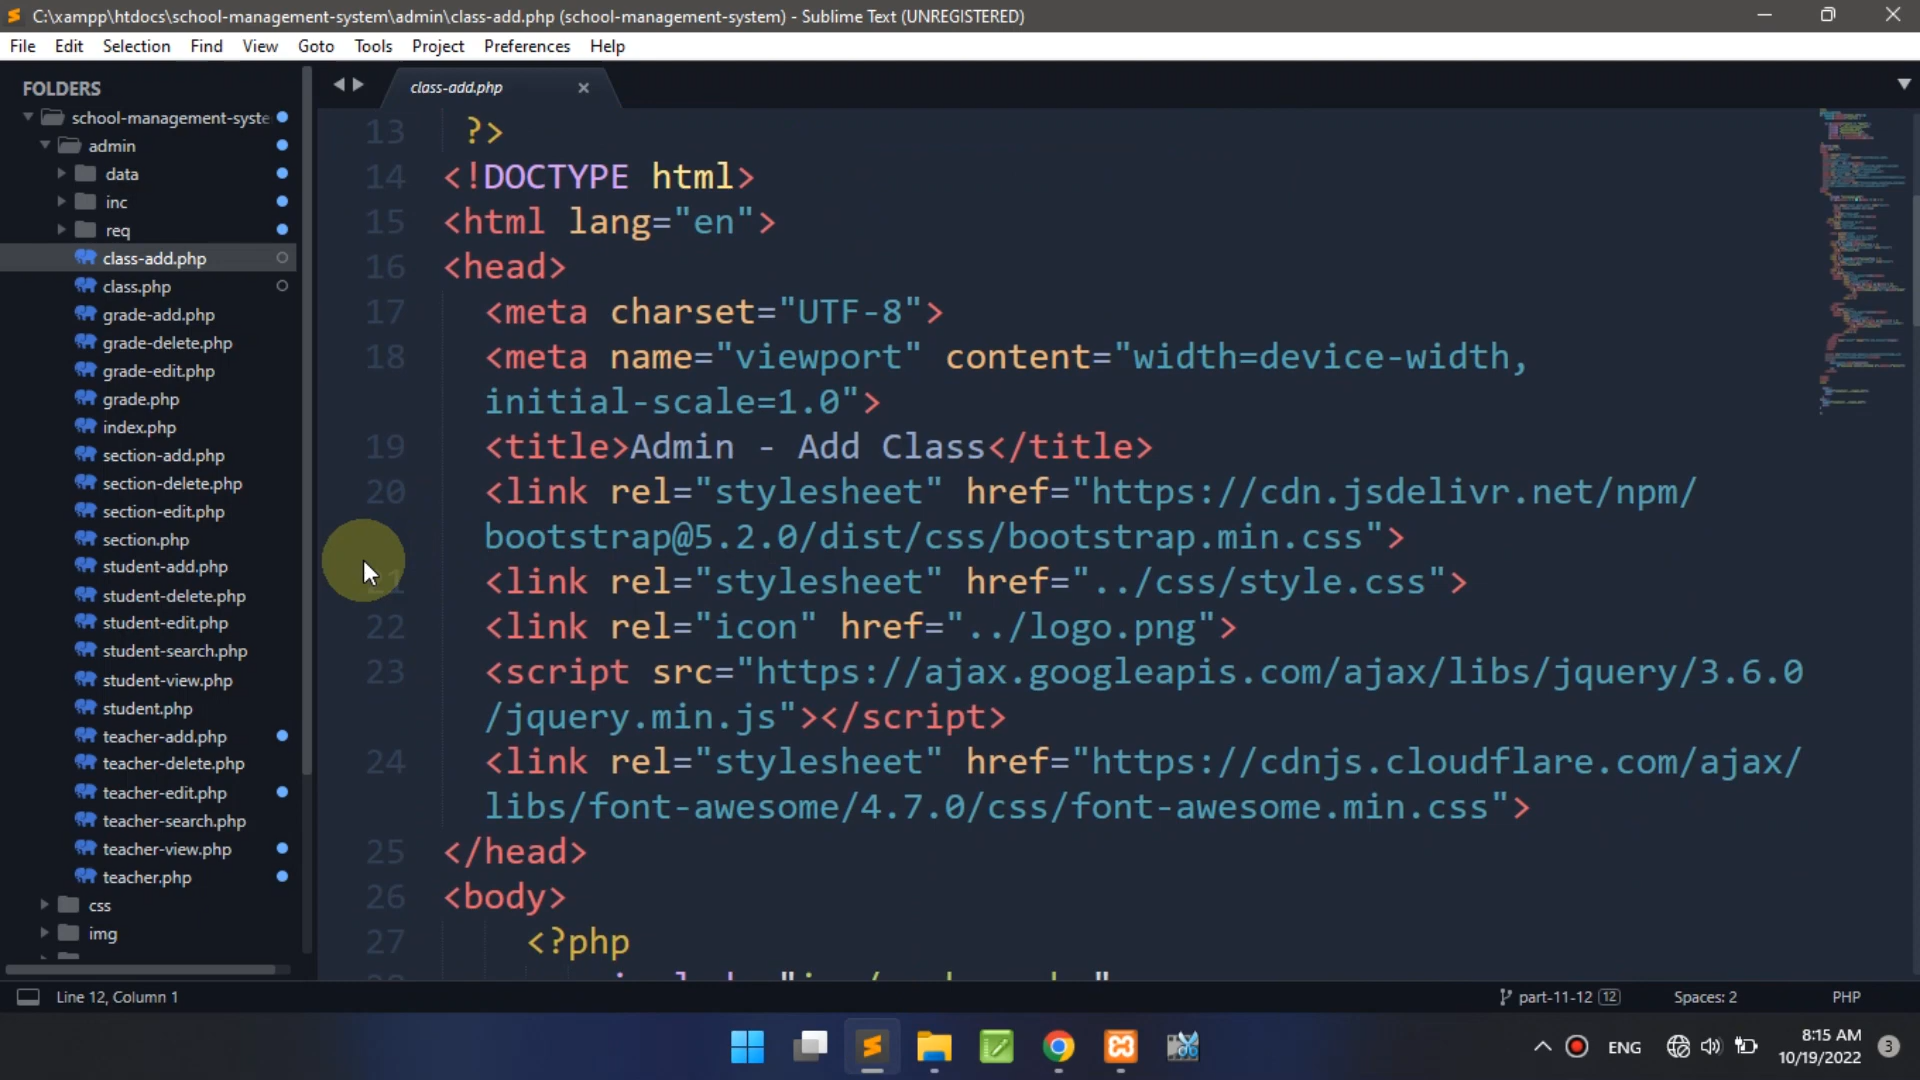 C:\xampp\htdocs\school-management-system\admin\class-add.php (school-management-system) - Sublime Text (UNREGISTERED)
File Edit Selection Find View Goto Tools Project Preferences Help
FOLDERS
school-management-syste
admin
data
inc
req
class-add.php
class.php
grade-add.php
grade-delete.php
grade-edit.php
grade.php
index.php
section-add.php
section-delete.php
section-edit.php
section.php
student-add.php
student-delete.php
student-edit.php
student-search.php
student-view.php
student.php
teacher-add.php
teacher-delete.php
teacher-edit.php
teacher-search.php
teacher-view.php
teacher.php
css
img
class-add.php
13 ?>
14 <!DOCTYPE html>
15 <html lang="en">
16 <head>
17 <meta charset="UTF-8">
18 <meta name="viewport" content="width=device-width,
initial-scale=1.0">
19 <title>Admin - Add Class</title>
20 <link rel="stylesheet" href="https://cdn.jsdelivr.net/npm/
bootstrap@5.2.0/dist/css/bootstrap.min.css">
21 <link rel="stylesheet" href="../css/style.css">
22 <link rel="icon" href="../logo.png">
23 <script src="https://ajax.googleapis.com/ajax/libs/jquery/3.6.0
/jquery.min.js"></script>
24 <link rel="stylesheet" href="https://cdnjs.cloudflare.com/ajax/
libs/font-awesome/4.7.0/css/font-awesome.min.css">
25 </head>
26 <body>
27 <?php
Line 12, Column 1
part-11-12 12
Spaces: 2
PHP
ENG
8:15 AM
10/19/2022
3